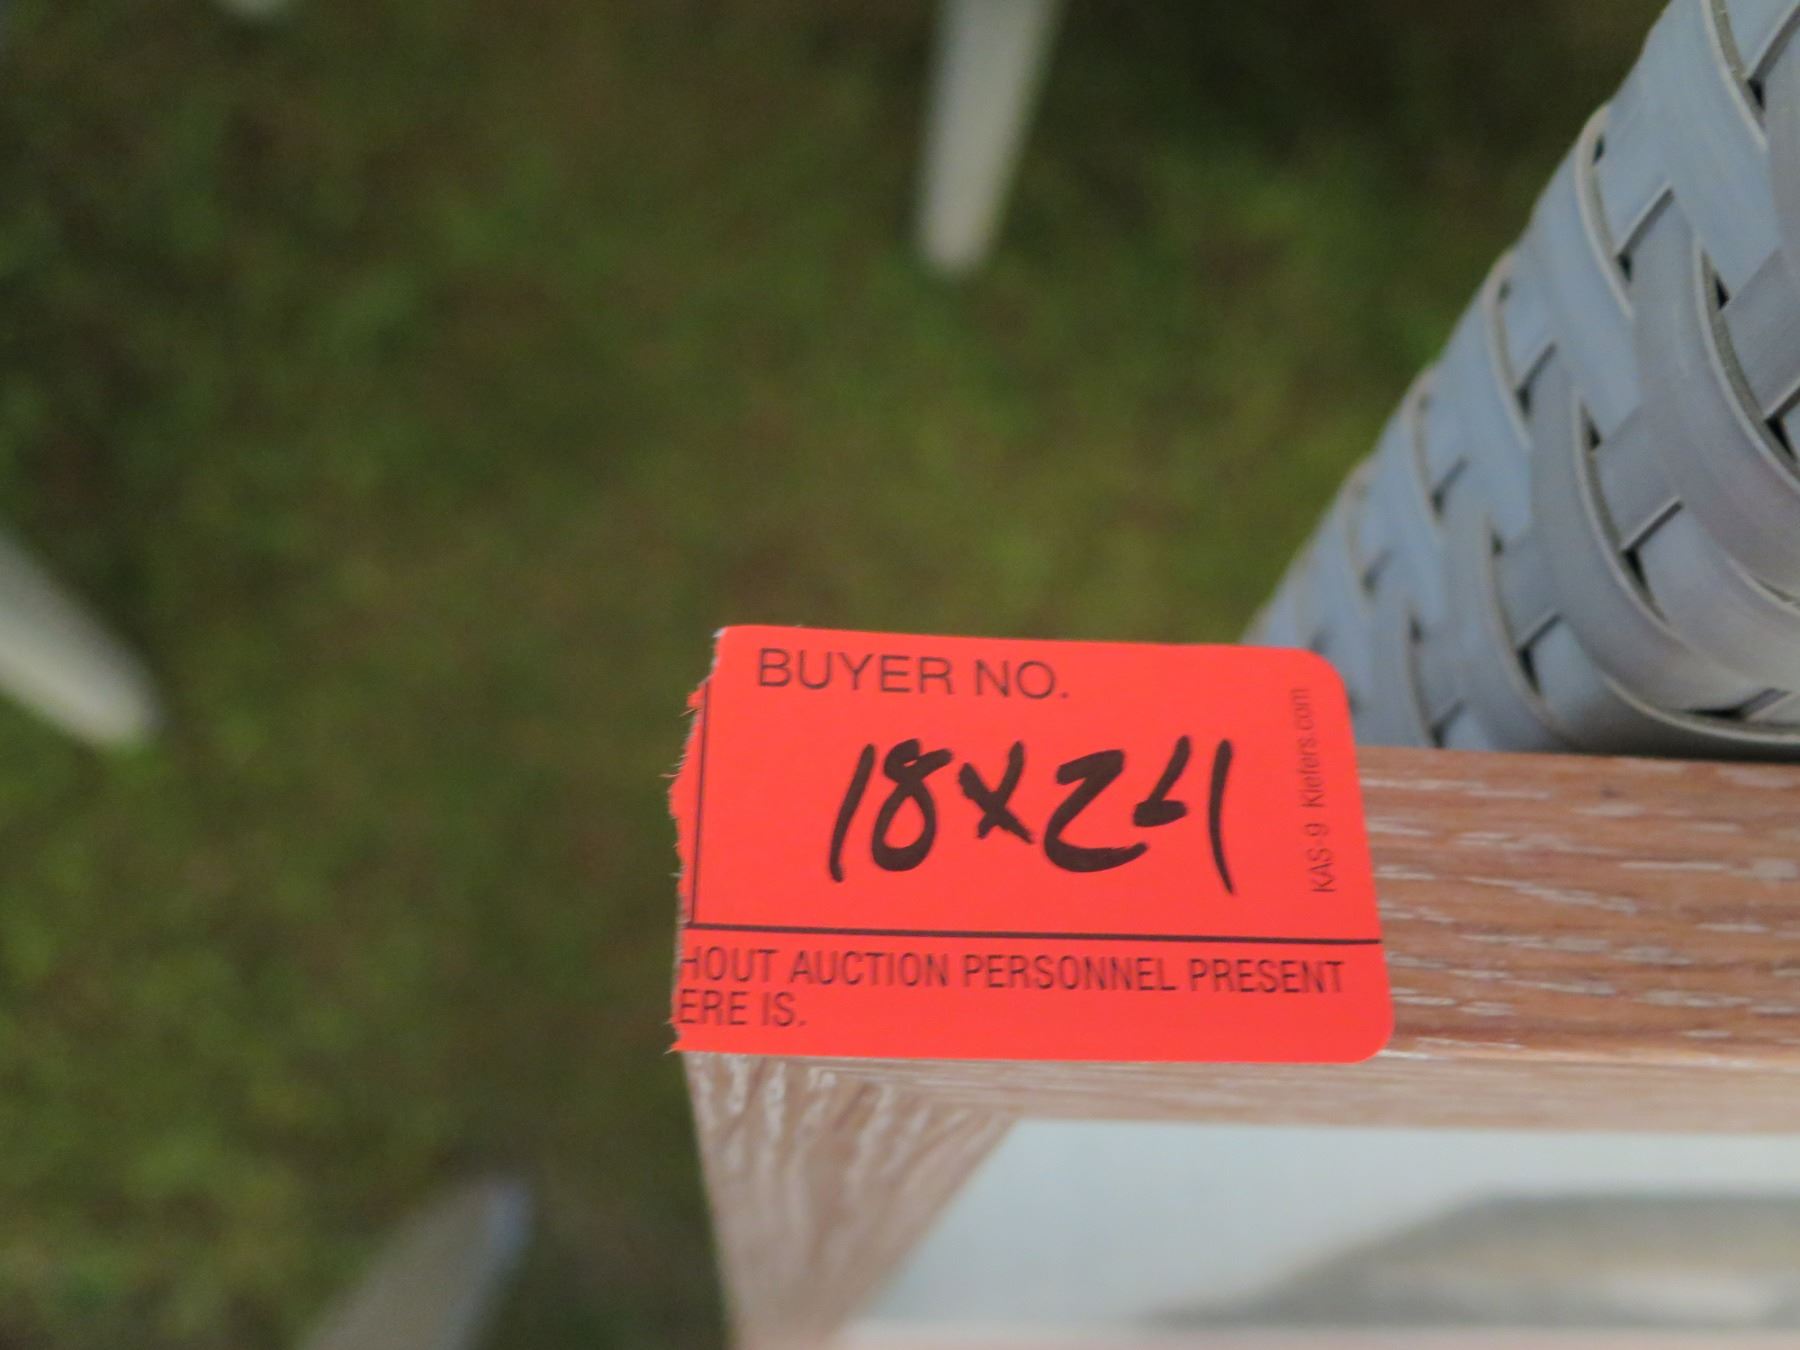 BUYER NO.
18x24
KAS-9 Kiefers.com
HOUT AUCTION PERSONNEL PRESENT
ERE IS.